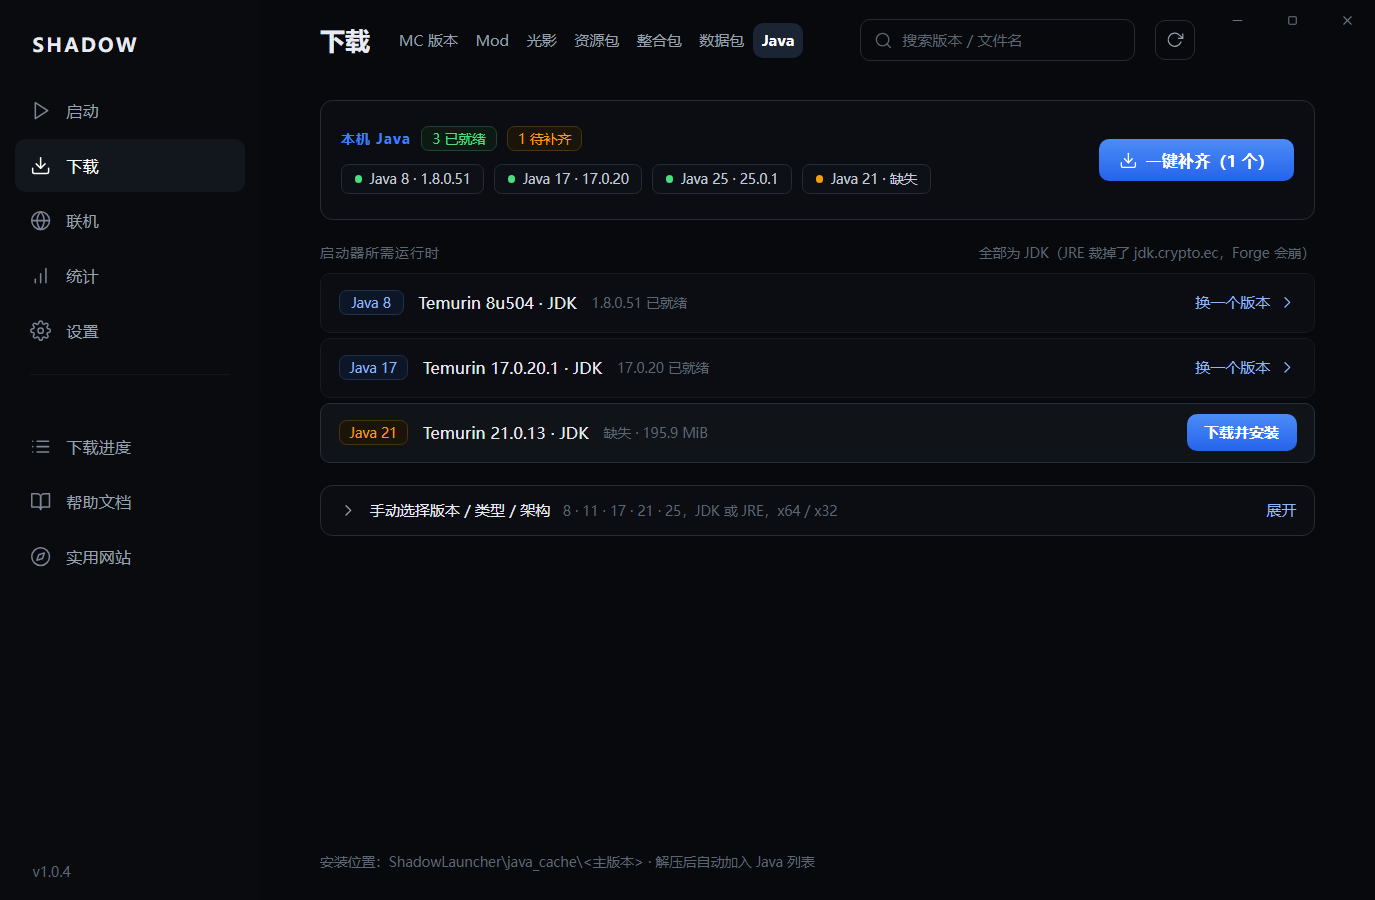 SHADOW
启动
下载
联机
统计
设置
下载进度
帮助文档
实用网站
v1.0.4
下载 MC 版本 Mod 光影 资源包 整合包 数据包 Java
搜索版本 / 文件名
本机 Java 3 已就绪 1 待补齐
Java 8 · 1.8.0.51 Java 17 · 17.0.20 Java 25 · 25.0.1 Java 21 · 缺失
一键补齐（1 个）
启动器所需运行时 全部为 JDK（JRE 裁掉了 jdk.crypto.ec，Forge 会崩）
Java 8 Temurin 8u504 · JDK 1.8.0.51 已就绪 换一个版本
Java 17 Temurin 17.0.20.1 · JDK 17.0.20 已就绪 换一个版本
Java 21 Temurin 21.0.13 · JDK 缺失 · 195.9 MiB 下载并安装
手动选择版本 / 类型 / 架构 8 · 11 · 17 · 21 · 25，JDK 或 JRE，x64 / x32 展开
安装位置：ShadowLauncher\java_cache\<主版本> · 解压后自动加入 Java 列表